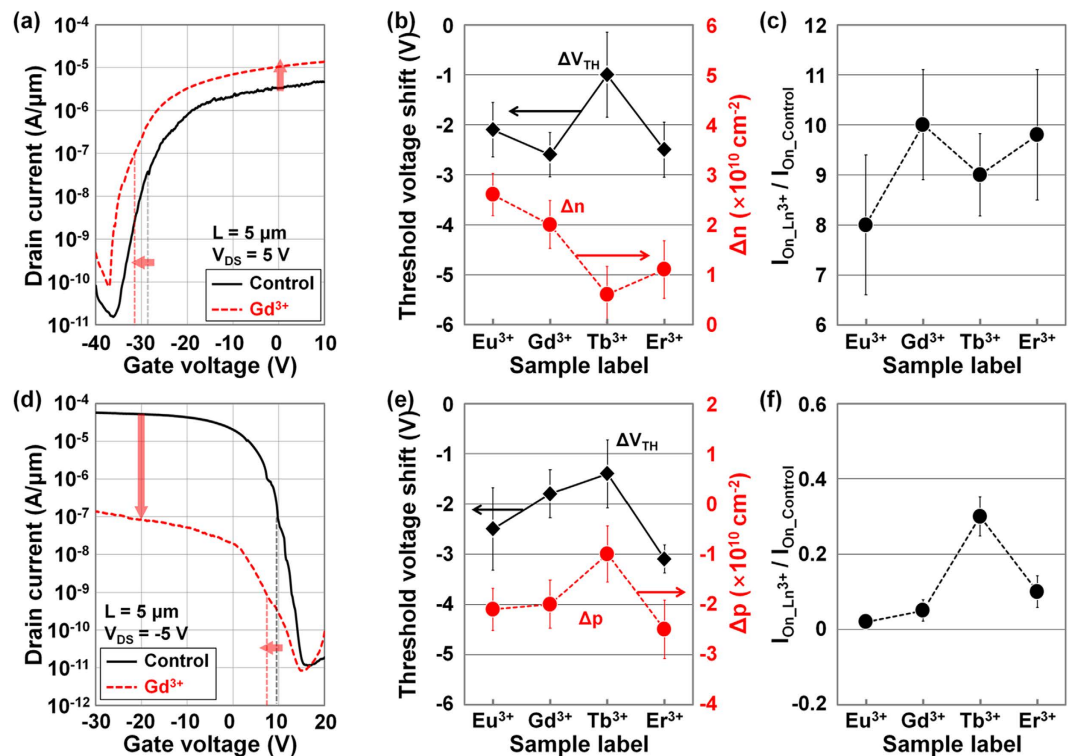 (a)
Drain current (A/µm)
10⁻⁴
10⁻⁵
10⁻⁶
10⁻⁷
10⁻⁸
10⁻⁹
10⁻¹⁰
10⁻¹¹
L = 5 µm
V_DS = 5 V
Control
Gd³⁺
-40 -30 -20 -10 0 10
Gate voltage (V)
(b)
Threshold voltage shift (V)
0
-1
-2
-3
-4
-5
-6
ΔV_TH
Δn
6
5
4
3
2
1
0
Δn (×10¹⁰ cm⁻²)
Eu³⁺ Gd³⁺ Tb³⁺ Er³⁺
Sample label
(c)
I_On_Ln³⁺ / I_On_Control
12
11
10
9
8
7
6
Eu³⁺ Gd³⁺ Tb³⁺ Er³⁺
Sample label
(d)
Drain current (A/µm)
10⁻⁴
10⁻⁵
10⁻⁶
10⁻⁷
10⁻⁸
10⁻⁹
10⁻¹⁰
10⁻¹¹
10⁻¹²
L = 5 µm
V_DS = -5 V
Control
Gd³⁺
-30 -20 -10 0 10 20
Gate voltage (V)
(e)
Threshold voltage shift (V)
0
-1
-2
-3
-4
-5
-6
ΔV_TH
Δp
2
1
0
-1
-2
-3
-4
Δp (×10¹⁰ cm⁻²)
Eu³⁺ Gd³⁺ Tb³⁺ Er³⁺
Sample label
(f)
I_On_Ln³⁺ / I_On_Control
0.6
0.4
0.2
0
-0.2
Eu³⁺ Gd³⁺ Tb³⁺ Er³⁺
Sample label